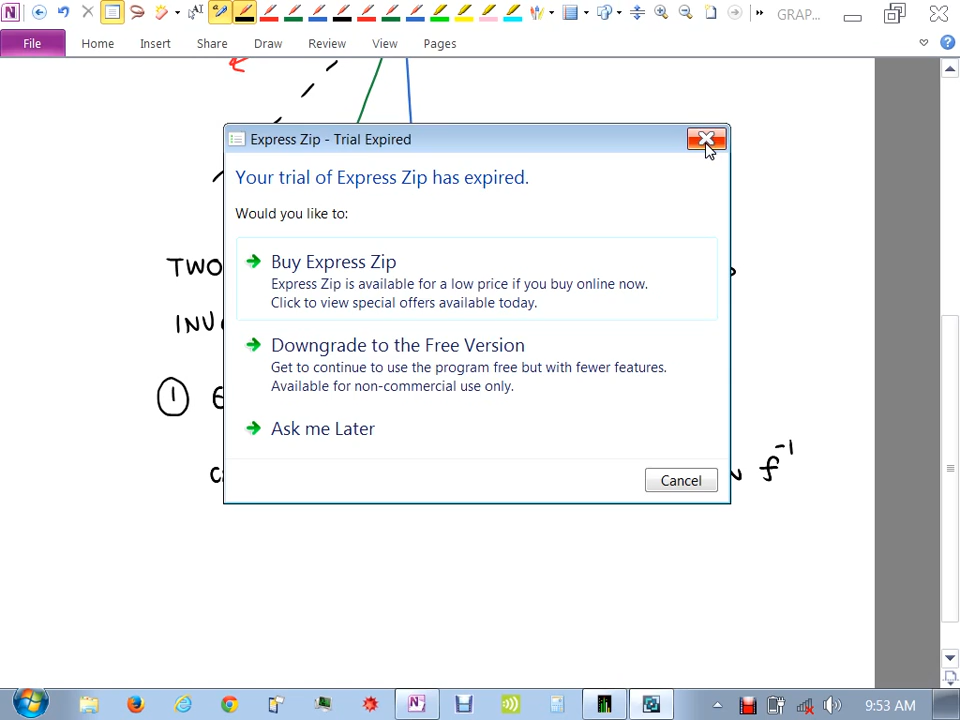 GRAP...
File Home Insert Share Draw Review View Pages
Express Zip - Trial Expired
Your trial of Express Zip has expired.
Would you like to:
TWO
Buy Express Zip
Express Zip is available for a low price if you buy online now.
Click to view special offers available today.
Downgrade to the Free Version
Get to continue to use the program free but with fewer features.
Available for non-commercial use only.
1
Ask me Later
f⁻¹
Cancel
9:53 AM